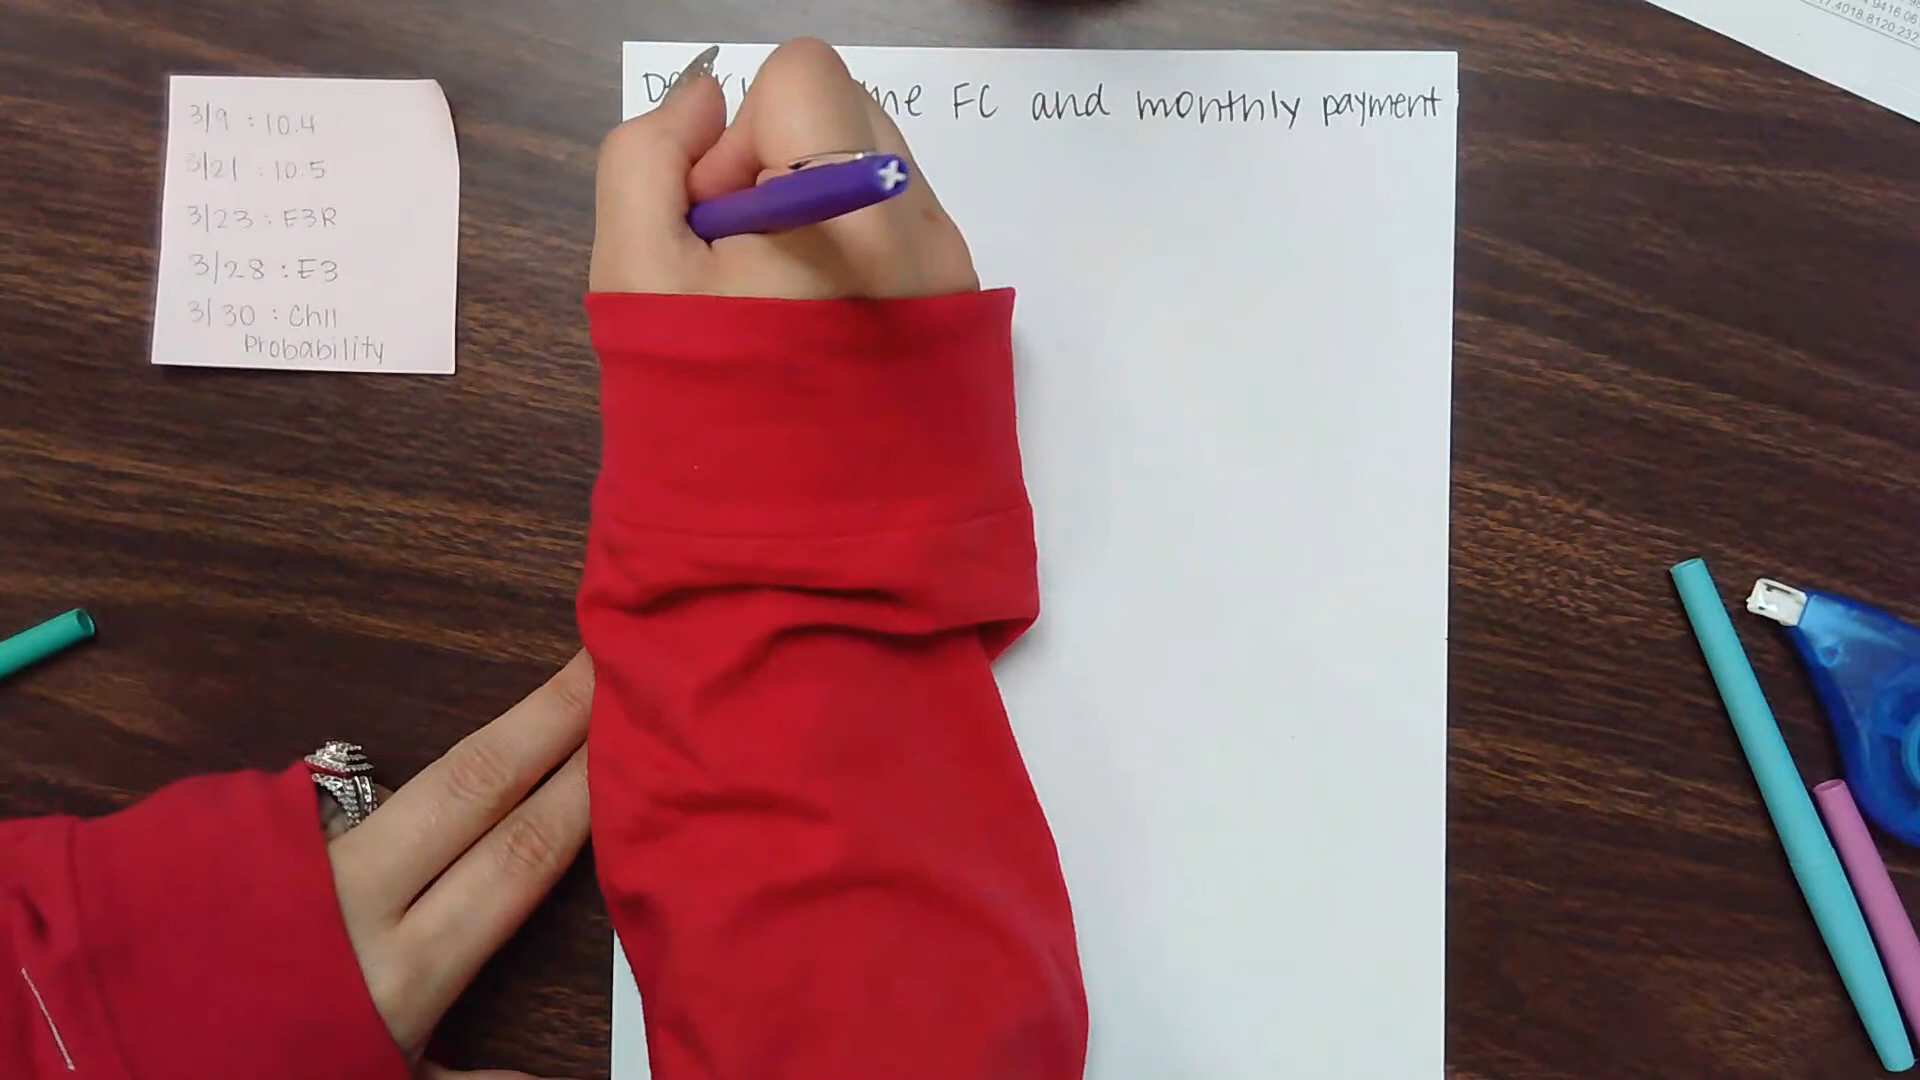 3/9 : 10.4
3/21 : 10.5
3/23 : E3R
3/28 : E3
3/30 : Ch11
Probability
FC and monthly payment